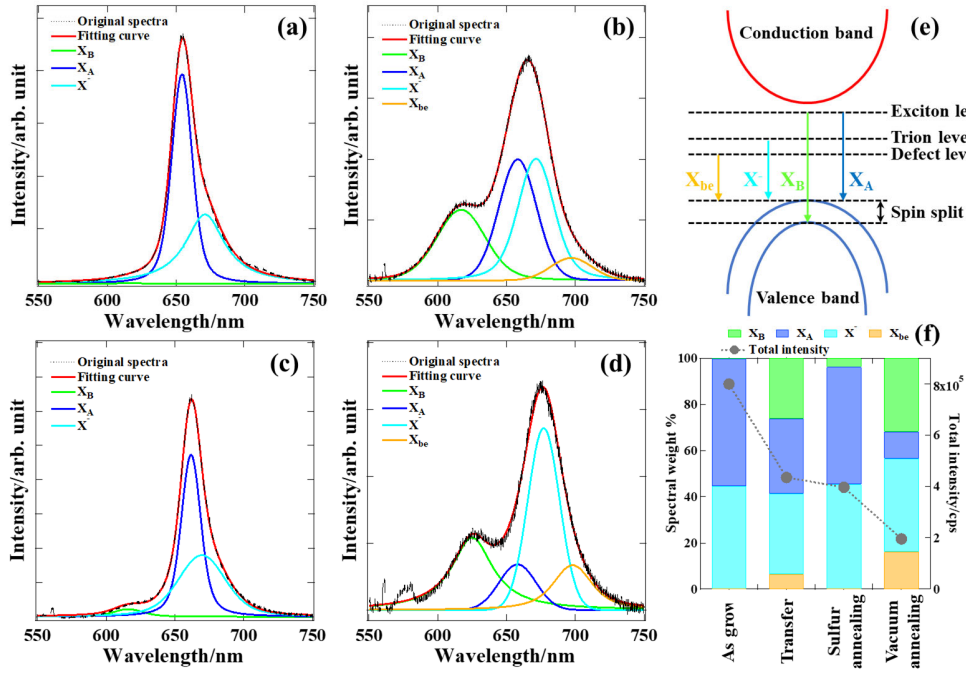 (a)
Original spectra
Fitting curve
X_B
X_A
X^-
Intensity/arb. unit
550 600 650 700 750
Wavelength/nm
(b)
Original spectra
Fitting curve
X_B
X_A
X^-
X_be
Intensity/arb. unit
550 600 650 700 750
Wavelength/nm
(e)
Conduction band
Exciton le
Trion leve
Defect lev
X_be X^- X_B X_A
Spin split
Valence band
(c)
Original spectra
Fitting curve
X_B
X_A
X^-
Intensity/arb. unit
550 600 650 700 750
Wavelength/nm
(d)
Original spectra
Fitting curve
X_B
X_A
X^-
X_be
Intensity/arb. unit
550 600 650 700 750
Wavelength/nm
X_B X_A X^- X_be
(f)
Total intensity
Spectral weight %
100
80
60
40
20
0
8x10^5
6
4
2
0
Total intensity/cps
As grow
Transfer
Sulfur
annealing
Vacuum
annealing